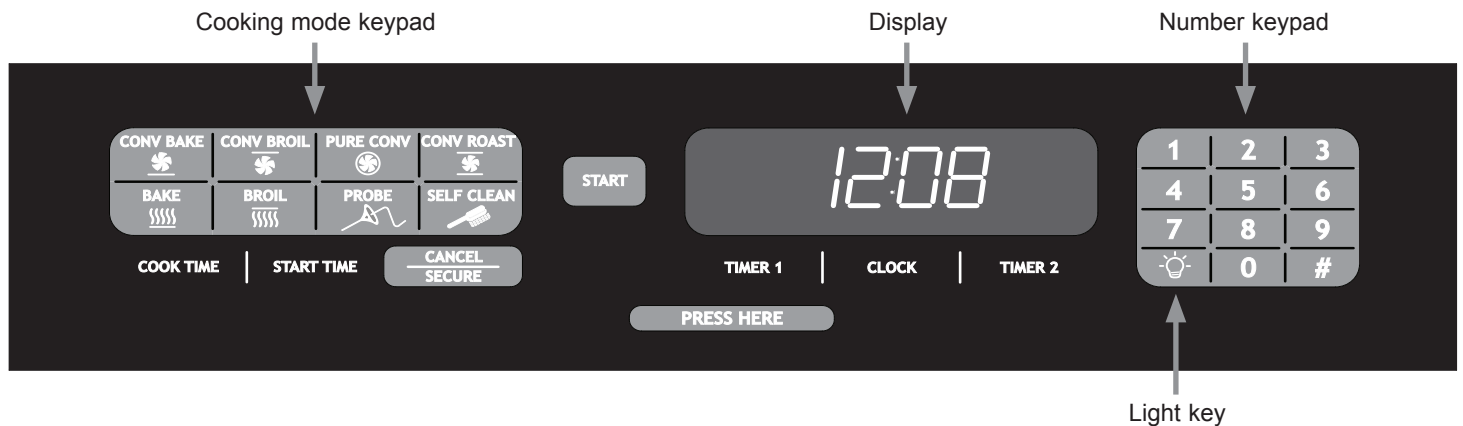 Cooking mode keypad Display Number keypad
CONV BAKE CONV BROIL PURE CONV CONV ROAST
BAKE BROIL PROBE SELF CLEAN
START
12:08
1 2 3
4 5 6
7 8 9
0 #
COOK TIME START TIME CANCEL
SECURE
TIMER 1 CLOCK TIMER 2
PRESS HERE
Light key